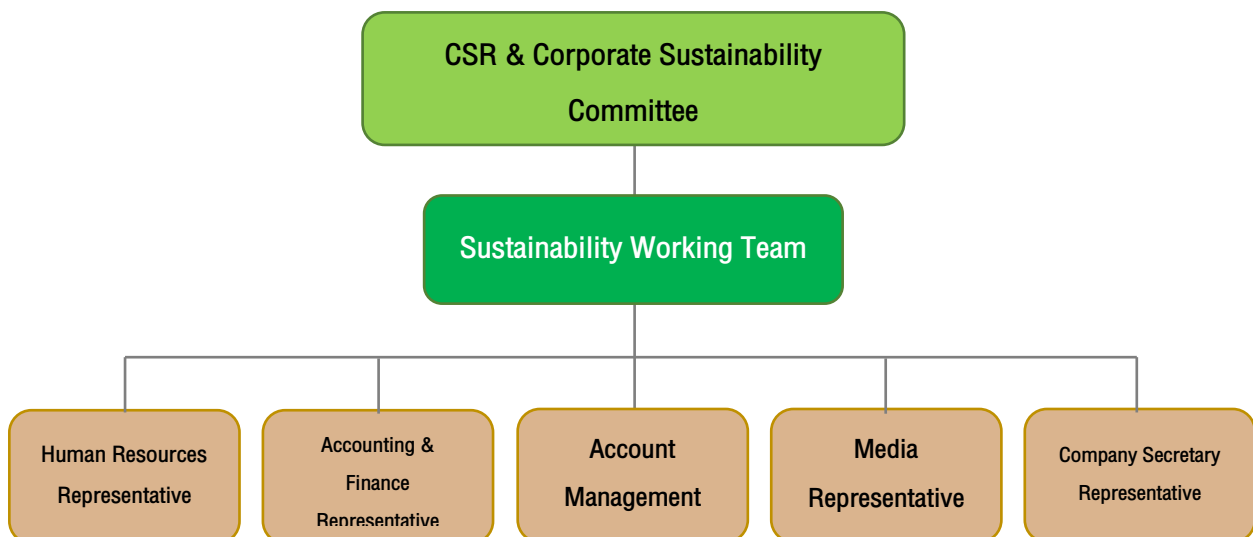 CSR & Corporate Sustainability
Committee
Sustainability Working Team
Human Resources
Representative
Accounting &
Finance
Representative
Account
Management
Media
Representative
Company Secretary
Representative